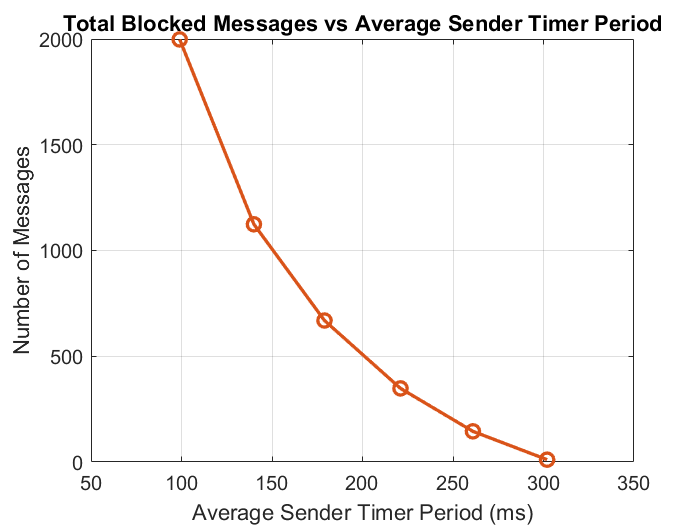 Total Blocked Messages vs Average Sender Timer Period
2000
1500
1000
500
0
Number of Messages
50 100 150 200 250 300 350
Average Sender Timer Period (ms)